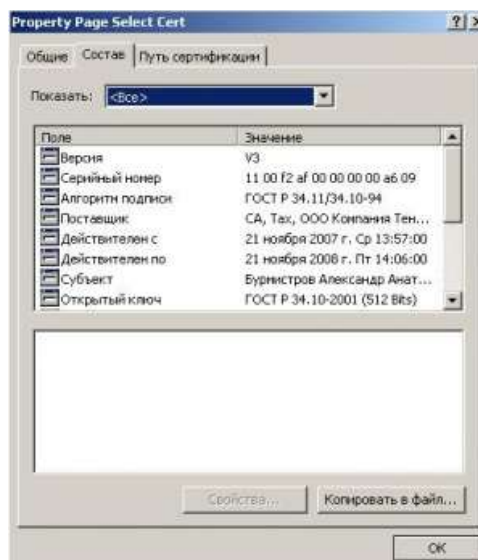 Property Page Select Cert
Общие Состав Путь сертификации
Показать: <Все>
Поле Значение
Версия V3
Серийный номер 11 00 f2 af 00 00 00 00 a6 09
Алгоритм подписи ГОСТ Р 34.11/34.10-94
Поставщик CA, Tax, ООО Компания Тен...
Действителен с 21 ноября 2007 г. Ср 13:57:00
Действителен по 21 ноября 2008 г. Пт 14:06:00
Субъект Бурмистров Александр Анат...
Открытый ключ ГОСТ Р 34.10-2001 (512 Bits)
Свойства... Копировать в файл...
ОК